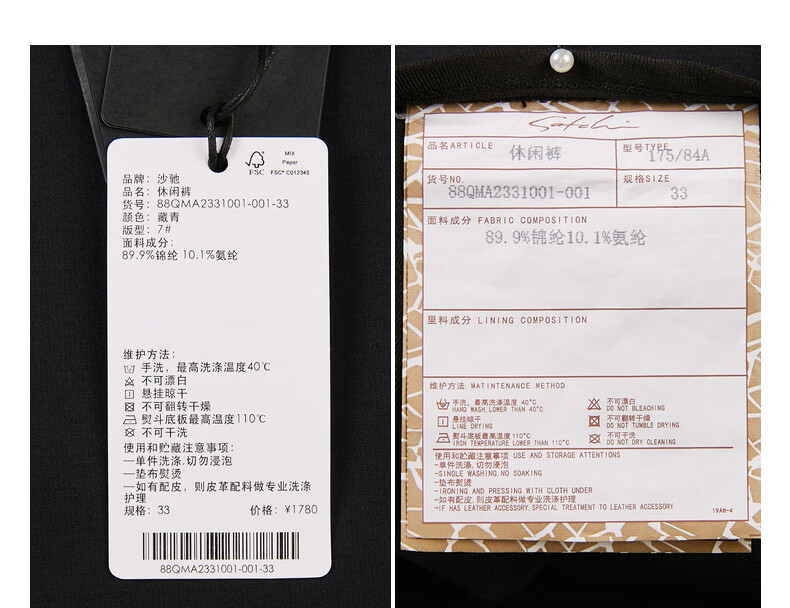 MIX
Paper
FSC
FSC® C012345
品牌: 沙驰
品名: 休闲裤
货号: 88QMA2331001-001-33
颜色: 藏青
版型: 7#
面料成分:
89.9%锦纶 10.1%氨纶
维护方法:
手洗，最高洗涤温度40℃
不可漂白
悬挂晾干
不可翻转干燥
熨斗底板最高温度110℃
不可干洗
使用和贮藏注意事项:
—单件洗涤,切勿浸泡
—垫布熨烫
—如有配皮，则皮革配料做专业洗涤
护理
规格: 33 价格: ¥1780
88QMA2331001-001-33
Satchi
品名ARTICLE 休闲裤 型号TYPE 175/84A
货号NO. 88QMA2331001-001 规格SIZE 33
面料成分 FABRIC COMPOSITION
89.9%锦纶10.1%氨纶
里料成分 LINING COMPOSITION
维护方法 MATINTENANCE METHOD
手洗，最高洗涤温度 40℃ 不可漂白
HAND WASH,LOWER THAN 40℃ DO NOT BLEACHING
悬挂晾干 不可翻转干燥
LINE DRYING DO NOT TUMBLE DRYING
熨斗底板最高温度110℃ 不可干洗
IRON TEMPERATURE LOWER THAN 110℃ DO NOT DRY CLEANING
使用和贮藏注意事项 USE AND STORAGE ATTENTIONS
-单件洗涤，切勿浸泡
-SINGLE WASHING,NO SOAKING
-垫布熨烫
-IRONING AND PRESSING WITH CLOTH UNDER
-如有配皮，则皮革配料做专业洗涤护理
-IF HAS LEATHER ACCESSORY,SPECIAL TREATMENT TO LEATHER ACCESSORY
19AB-4